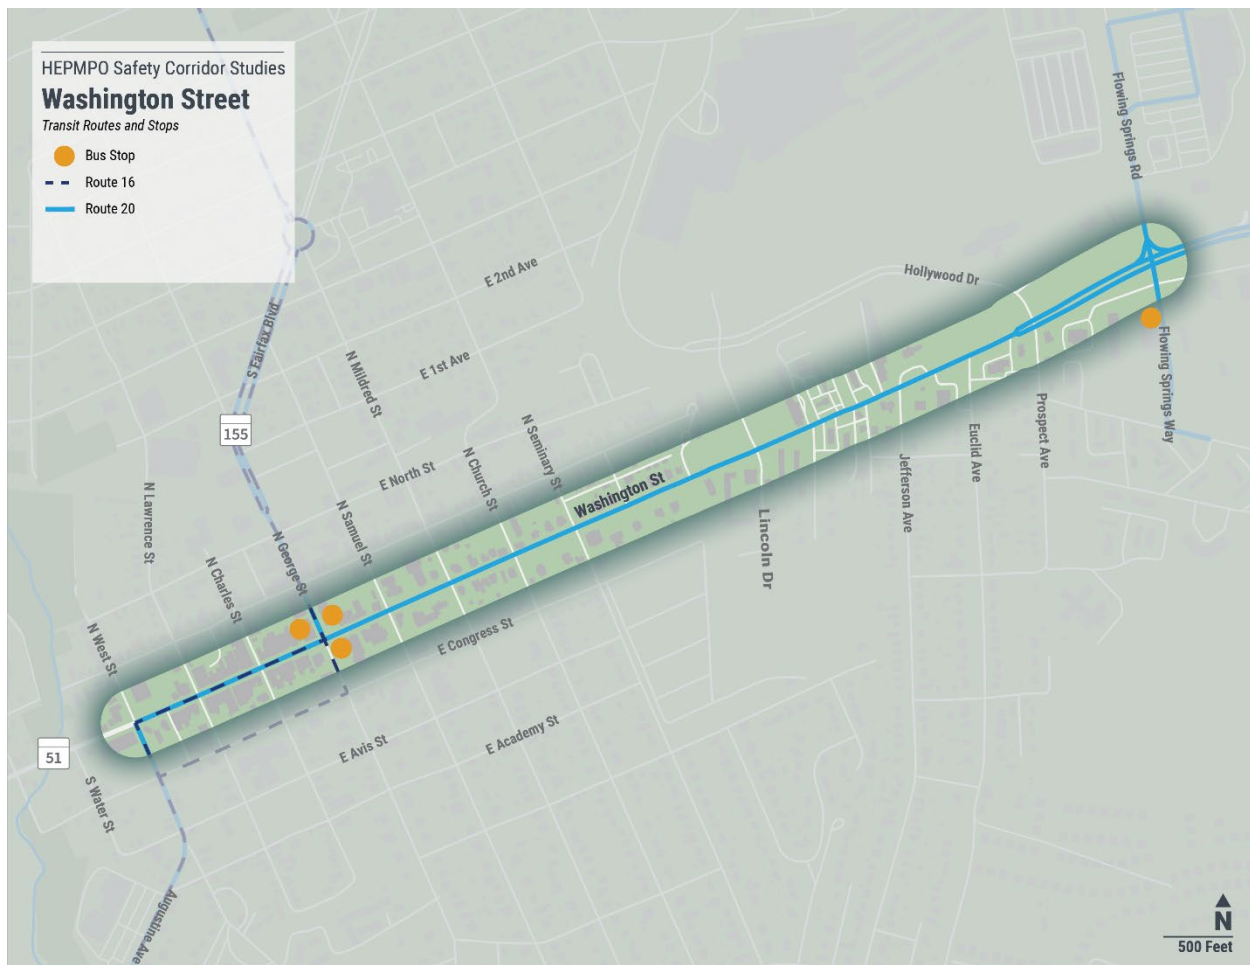 HEPMPO Safety Corridor Studies
Washington Street
Transit Routes and Stops
Bus Stop
Route 16
Route 20
Flowing Springs Rd
E 2nd Ave
Hollywood Dr
S Fairfax Blvd
N Mildred St
E 1st Ave
Flowing Springs Way
155
N Seminary St
Prospect Ave
Euclid Ave
N Church St
E North St
Jefferson Ave
N Lawrence St
Washington St
N Samuel St
Lincoln Dr
N George St
N Charles St
N West St
E Congress St
E Avis St
E Academy St
51
S Water St
Augustine Ave
N
500 Feet